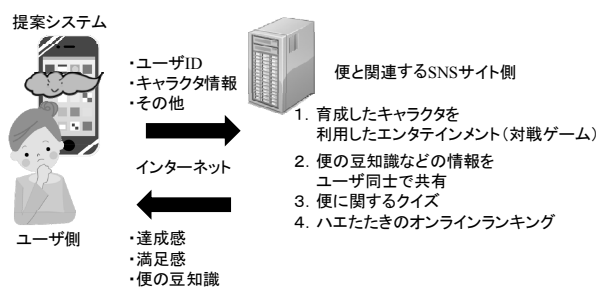 提案システム
・ユーザID
・キャラクタ情報
・その他
インターネット
ユーザ側
・達成感
・満足感
・便の豆知識
便と関連するSNSサイト側
1．育成したキャラクタを
利用したエンタテインメント（対戦ゲーム）
2．便の豆知識などの情報を
ユーザ同士で共有
3．便に関するクイズ
4．ハエたたきのオンラインランキング